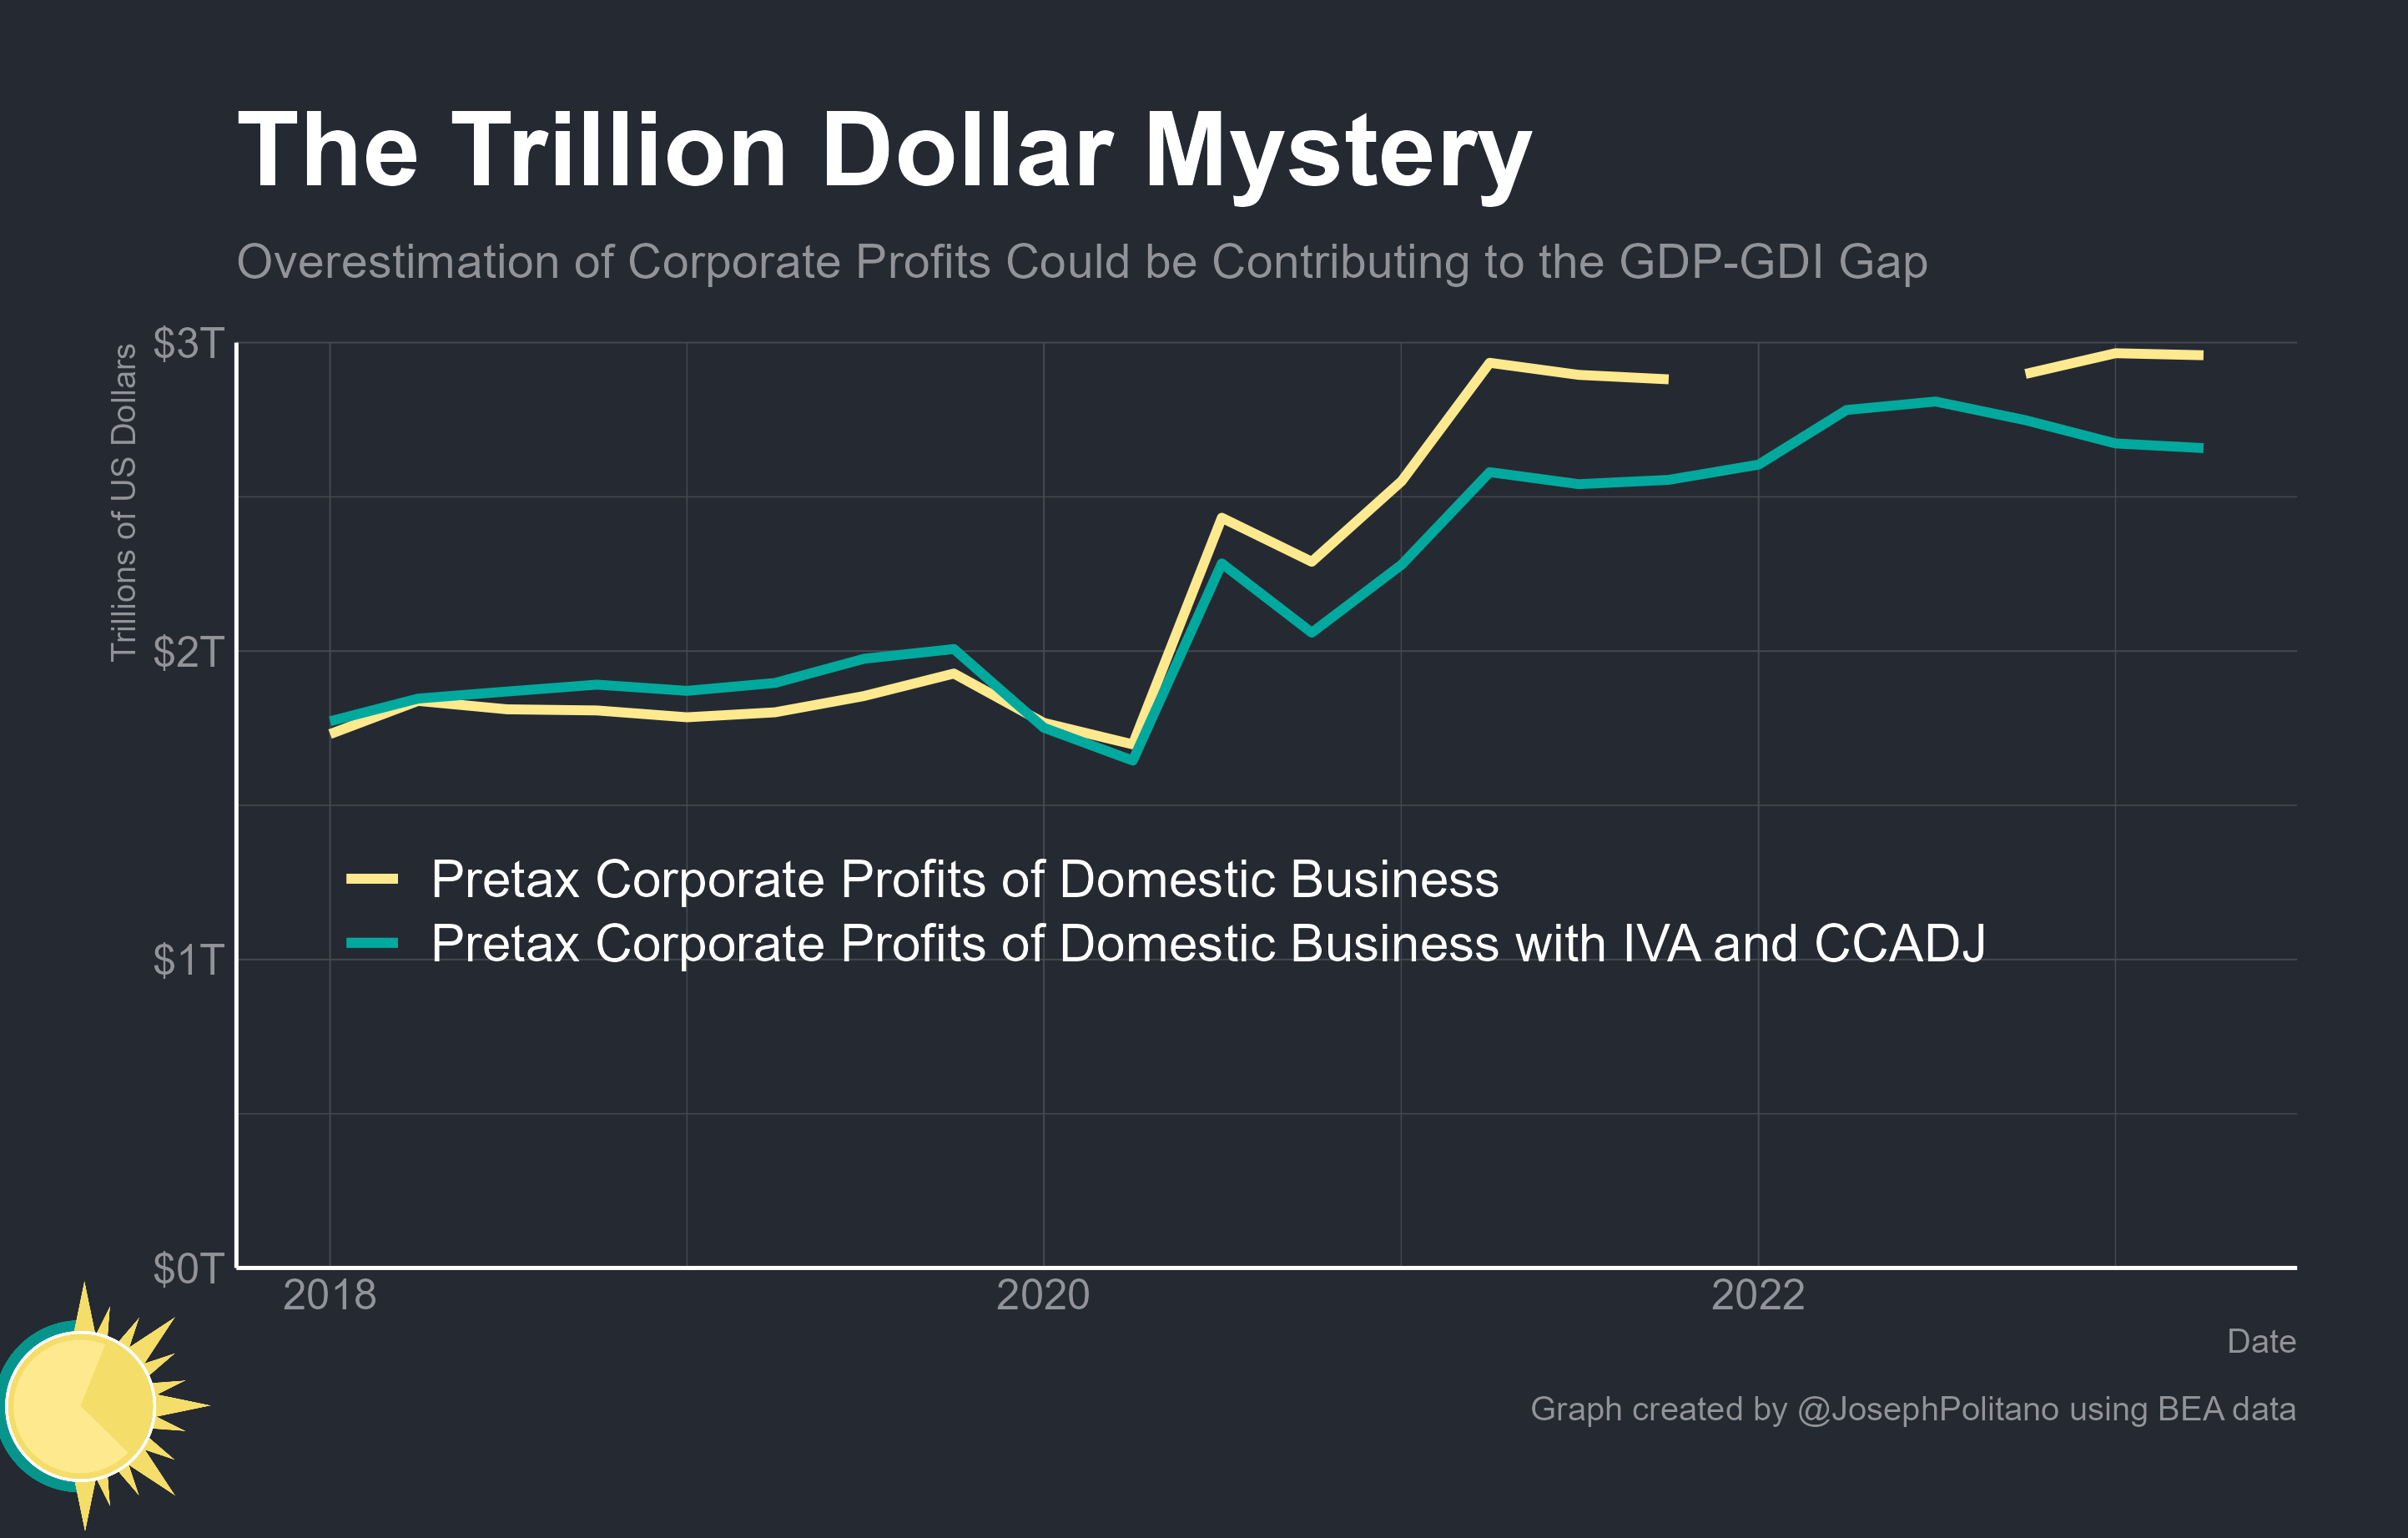 The Trillion Dollar Mystery
Overestimation of Corporate Profits Could be Contributing to the GDP-GDI Gap
Trillions of US Dollars
$3T
$2T
$1T
$0T
Pretax Corporate Profits of Domestic Business
Pretax Corporate Profits of Domestic Business with IVA and CCADJ
2018
2020
2022
Date
Graph created by @JosephPolitano using BEA data